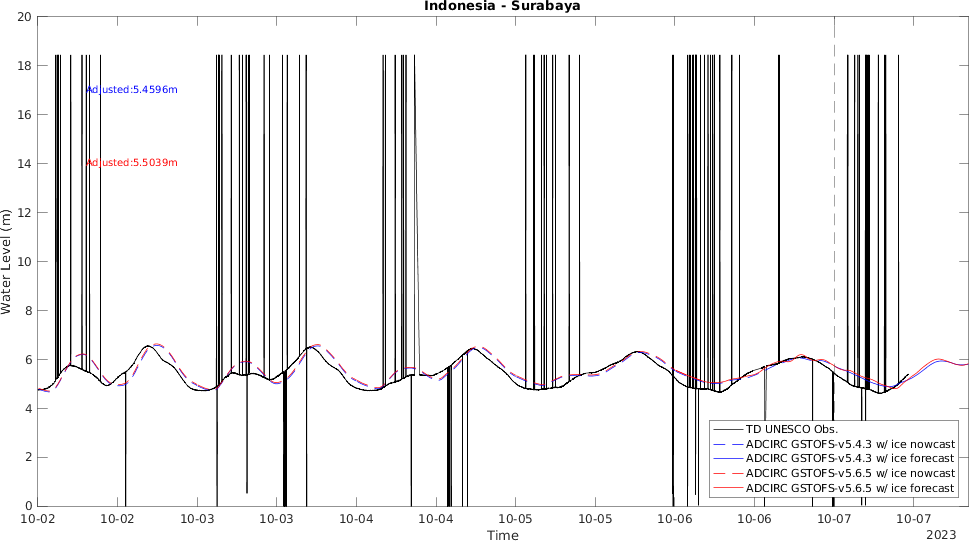 Indonesia - Surabaya
20
18
16
14
12
10
8
6
4
2
0
Water Level (m)
Adjusted:5.4596m
Adjusted:5.5039m
TD UNESCO Obs.
ADCIRC GSTOFS-v5.4.3 w/ ice nowcast
ADCIRC GSTOFS-v5.4.3 w/ ice forecast
ADCIRC GSTOFS-v5.6.5 w/ ice nowcast
ADCIRC GSTOFS-v5.6.5 w/ ice forecast
10-02 10-02 10-03 10-03 10-04 10-04 10-05 10-05 10-06 10-06 10-07 10-07
Time
2023